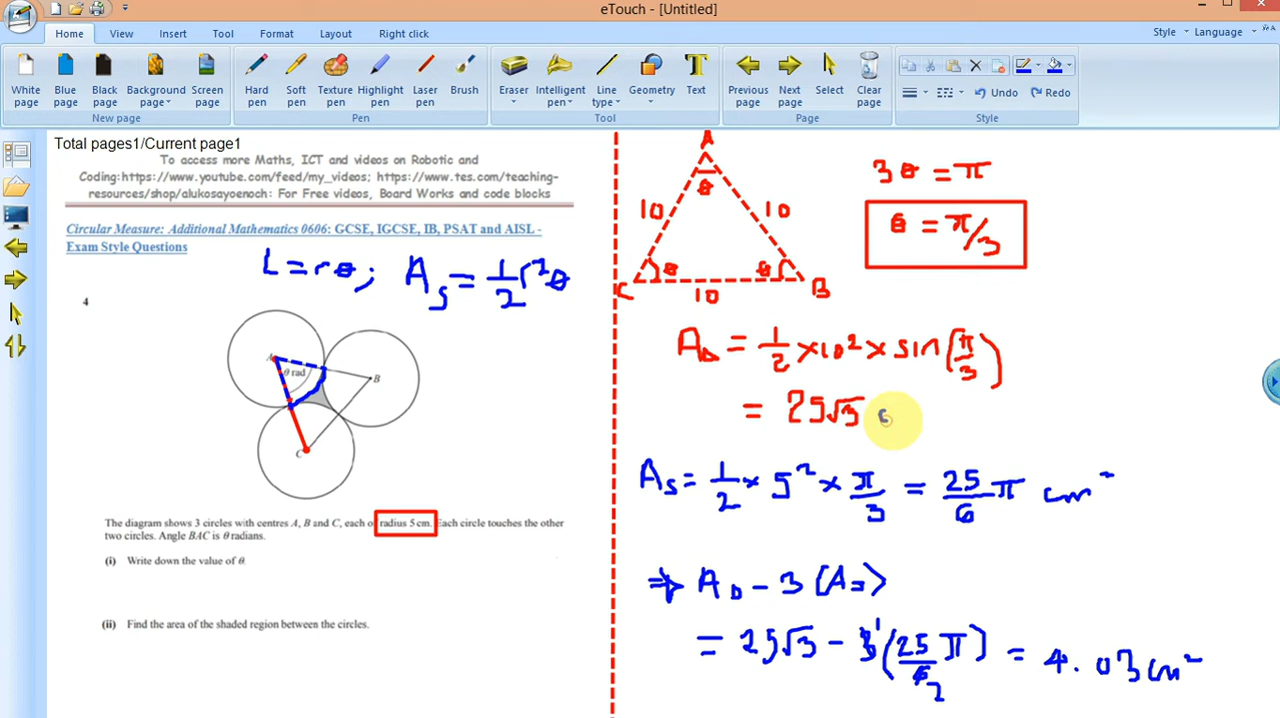 eTouch - [Untitled]
Home View Insert Tool Format Layout Right click Style Language
White page Blue page Black page Background page Screen page
Hard pen Soft pen Texture pen Highlight pen Laser pen Brush
Eraser Intelligent pen Line type Geometry Text
Previous page Next page Select Clear page
Undo Redo
New page Pen Tool Page Style
Total pages1/Current page1
To access more Maths, ICT and videos on Robotic and
Coding:https://www.youtube.com/feed/my_videos; https://www.tes.com/teaching-
resources/shop/alukosayoenoch: For Free videos, Board Works and code blocks
Circular Measure: Additional Mathematics 0606: GCSE, IGCSE, IB, PSAT and AISL -
Exam Style Questions
L = rθ; A_s = 1/2 r²θ
4
A
θ rad
B
C
The diagram shows 3 circles with centres A, B and C, each o radius 5 cm. Each circle touches the other
two circles. Angle BAC is θ radians.
(i) Write down the value of θ.
(ii) Find the area of the shaded region between the circles.
A
θ
10 10
C θ θ B
10
3θ = π
θ = π/3
A_Δ = 1/2 × 10² × sin(π/3)
= 25√3
A_s = 1/2 × 5² × π/3 = 25/6 π cm²
⇒ A_Δ - 3(A_s)
= 25√3 - 3(25/6 π) = 4.03 cm²